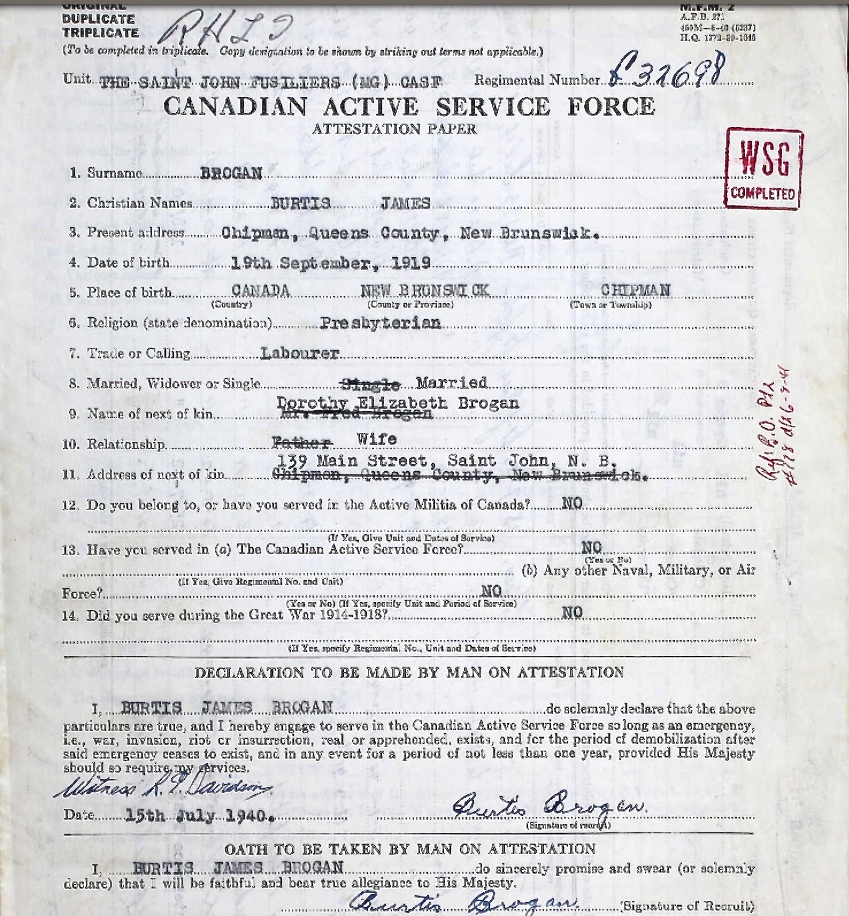 ORIGINAL
DUPLICATE
TRIPLICATE
RHLI
M.F.M. 2
A.F.B. 271
(To be completed in triplicate. Copy designation to be shown by striking out terms not applicable.)
Unit THE SAINT JOHN FUSILIERS (MG) CASF Regimental Number
CANADIAN ACTIVE SERVICE FORCE
ATTESTATION PAPER
WSG
COMPLETED
1. Surname BROGAN
2. Christian Names BURTIS JAMES
3. Present address Chipman, Queens County, New Brunswick.
4. Date of birth 19th September, 1919
5. Place of birth CANADA NEW BRUNSWICK CHIPMAN
(Country) (County or Province) (Town or Township)
6. Religion (state denomination) Presbyterian
7. Trade or Calling Labourer
8. Married, Widower or Single Single Married
Dorothy Elizabeth Brogan
9. Name of next of kin Mr. Fred Brogan
10. Relationship Father Wife
139 Main Street, Saint John, N. B.
11. Address of next of kin Chipman, Queens County, New Brunswick.
12. Do you belong to, or have you served in the Active Militia of Canada? NO
(If Yes, Give Unit and Dates of Service)
13. Have you served in (a) The Canadian Active Service Force? NO
(Yes or No)
(b) Any other Naval, Military, or Air
(If Yes, Give Regimental No. and Unit)
Force? NO
(Yes or No) (If Yes, specify Unit and Period of Service)
14. Did you serve during the Great War 1914-1918? NO
(If Yes, specify Regimental No., Unit and Dates of Service)
DECLARATION TO BE MADE BY MAN ON ATTESTATION
I, BURTIS JAMES BROGAN do solemnly declare that the above
particulars are true, and I hereby engage to serve in the Canadian Active Service Force so long as an emergency,
i.e., war, invasion, riot or insurrection, real or apprehended, exists, and for the period of demobilization after
said emergency ceases to exist, and in any event for a period of not less than one year, provided His Majesty
should so require my services.
Witness Davidson
Burtis Brogan.
Date 15th July 1940.
(Signature of recruit)
OATH TO BE TAKEN BY MAN ON ATTESTATION
I, BURTIS JAMES BROGAN do sincerely promise and swear (or solemnly
declare) that I will be faithful and bear true allegiance to His Majesty.
Burtis Brogan. (Signature of Recruit)